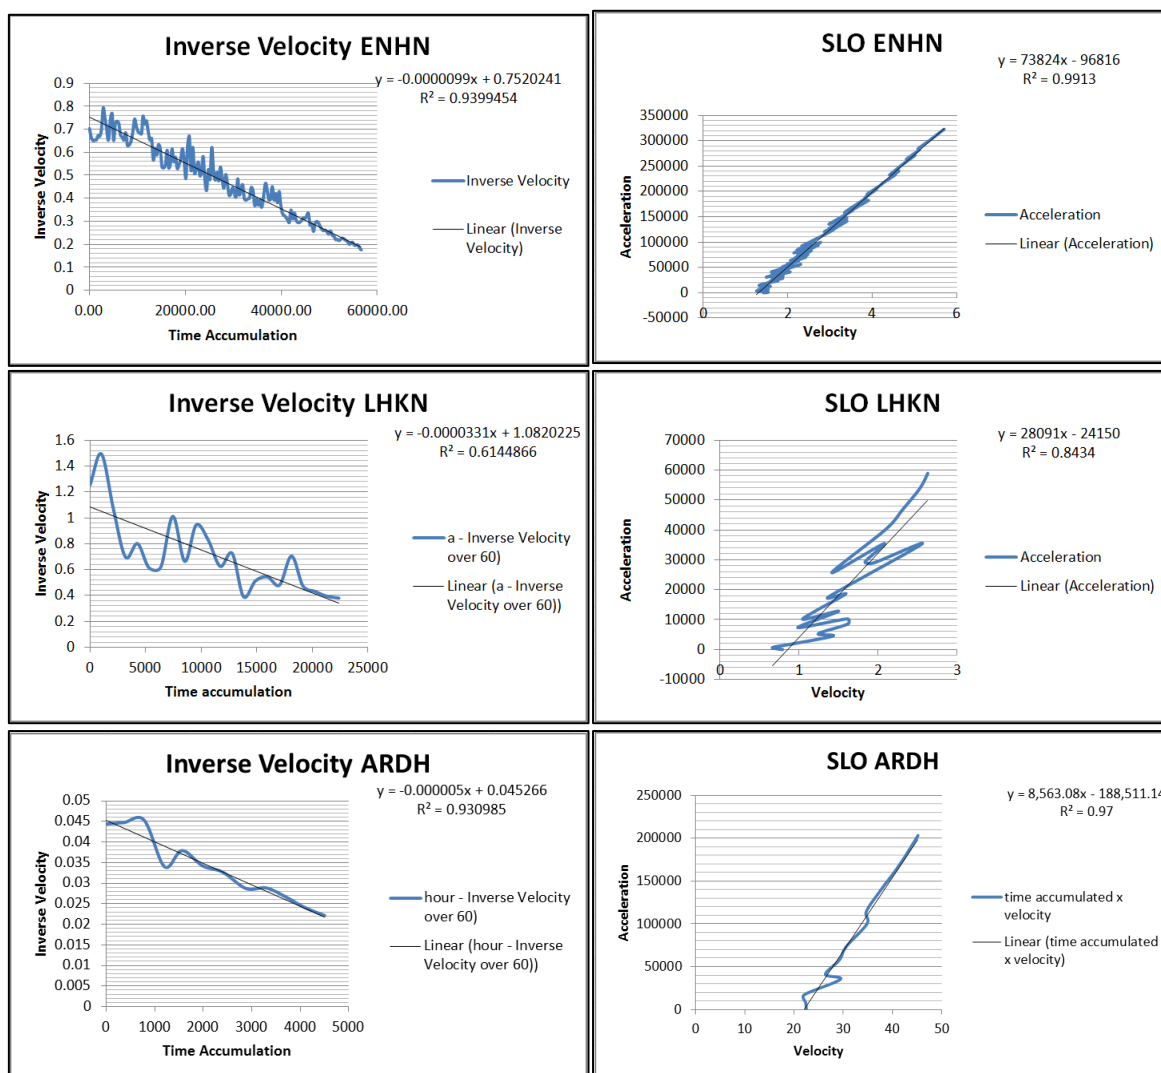 Inverse Velocity ENHN
y = -0.0000099x + 0.7520241
R² = 0.9399454
0.9
0.8
0.7
0.6
0.5
0.4
0.3
0.2
0.1
0
Inverse Velocity
0.00
20000.00
40000.00
60000.00
Time Accumulation
Inverse Velocity
Linear (Inverse
Velocity)
SLO ENHN
y = 73824x - 96816
R² = 0.9913
350000
300000
250000
200000
150000
100000
50000
0
-50000
Acceleration
0
2
4
6
Velocity
Acceleration
Linear (Acceleration)
Inverse Velocity LHKN
y = -0.0000331x + 1.0820225
R² = 0.6144866
1.6
1.4
1.2
1
0.8
0.6
0.4
0.2
0
Inverse Velocity
0
5000
10000
15000
20000
25000
Time accumulation
a - Inverse Velocity
over 60)
Linear (a - Inverse
Velocity over 60))
SLO LHKN
y = 28091x - 24150
R² = 0.8434
70000
60000
50000
40000
30000
20000
10000
0
-10000
Acceleration
0
1
2
3
Velocity
Acceleration
Linear (Acceleration)
Inverse Velocity ARDH
y = -0.000005x + 0.045266
R² = 0.930985
0.05
0.045
0.04
0.035
0.03
0.025
0.02
0.015
0.01
0.005
0
Inverse Velocity
0
1000
2000
3000
4000
5000
Time Accumulation
hour - Inverse Velocity
over 60)
Linear (hour - Inverse
Velocity over 60))
SLO ARDH
y = 8,563.08x - 188,511.14
R² = 0.97
250000
200000
150000
100000
50000
0
Acceleration
0
10
20
30
40
50
Velocity
time accumulated x
velocity
Linear (time accumulated
x velocity)